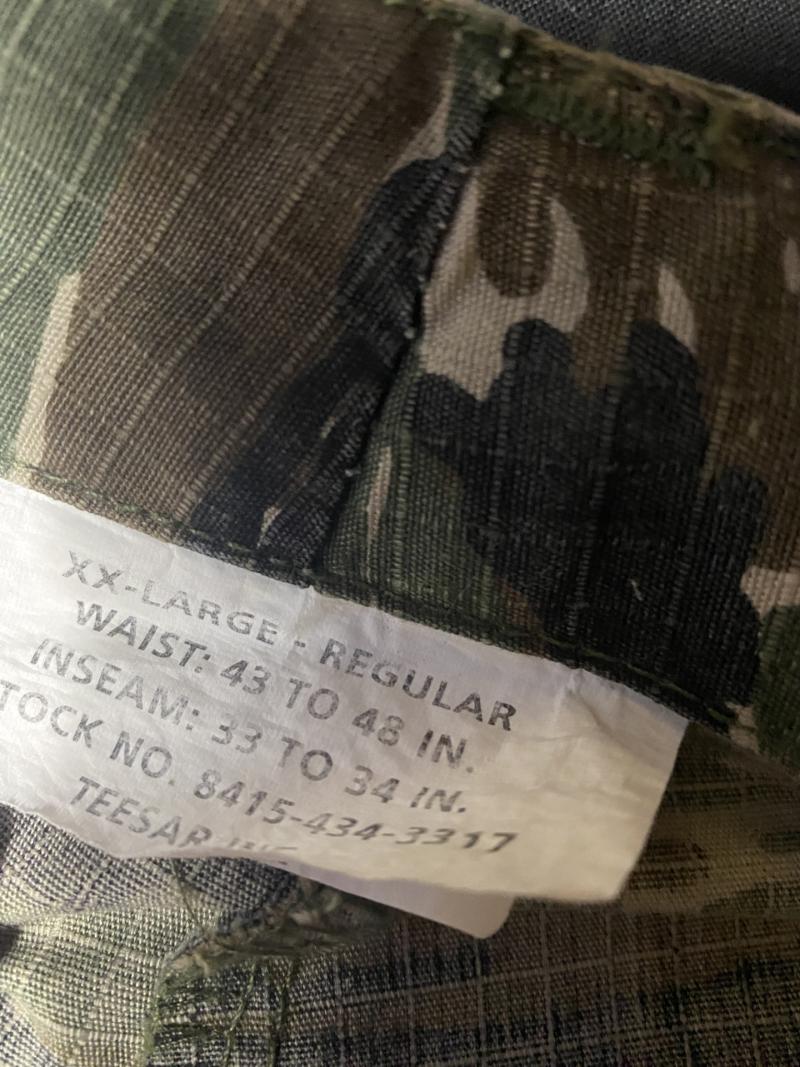 XX-LARGE - REGULAR
WAIST: 43 TO 48 IN.
INSEAM: 33 TO 34 IN.
TOCK NO. 8415-434-3317
TEESAR INC.